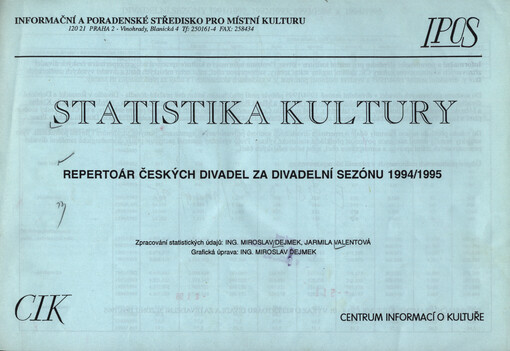 INFORMAČNÍ A PORADENSKÉ STŘEDISKO PRO MÍSTNÍ KULTURU
120 21 PRAHA 2 - Vinohrady, Blanická 4 Tf: 250161-4 FAX: 258434
IPOS
STATISTIKA KULTURY
REPERTOÁR ČESKÝCH DIVADEL ZA DIVADELNÍ SEZÓNU 1994/1995
Zpracování statistických údajů: ING. MIROSLAV DEJMEK, JARMILA VALENTOVÁ
Grafická úprava: ING. MIROSLAV DEJMEK
CIK
CENTRUM INFORMACÍ O KULTUŘE